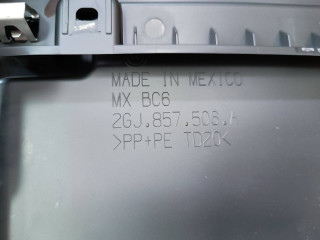 MADE IN MEXICO
MX BC6
2GJ.857.508.A
>PP+PE TD20<